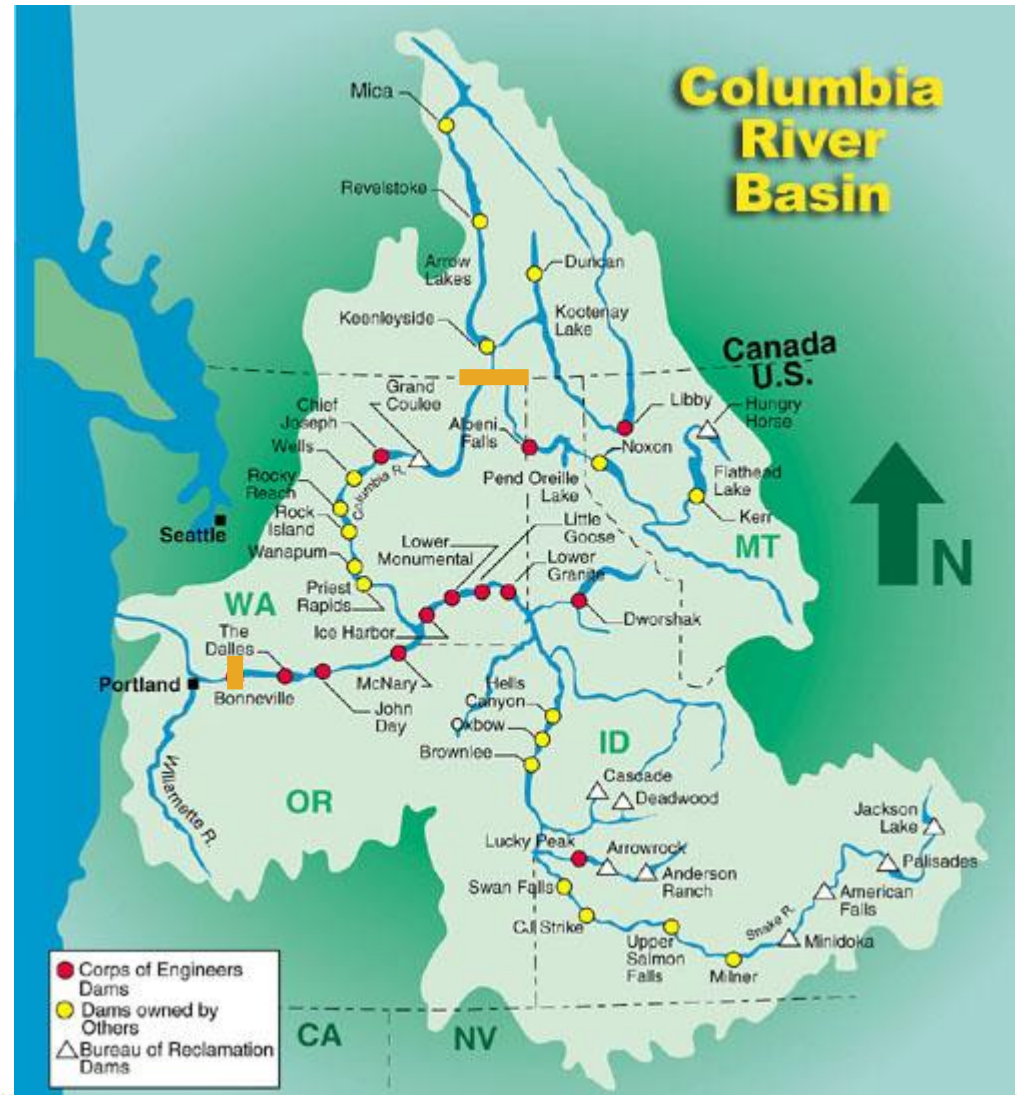 Columbia
River
Basin
Mica
Revelstoke
Arrow
Lakes
Duncan
Keenleyside
Kootenay
Lake
Canada
U.S.
Grand
Coulee
Chief
Joseph
Albeni
Falls
Libby
Hungry
Horse
Wells
Noxon
Columbia R.
Rocky
Reach
Pend Oreille
Lake
Flathead
Lake
Rock
Island
Kerr
Seattle
Little
Goose
Wanapum
Lower
Monumental
Lower
Granite
MT
N
Priest
Rapids
WA
Ice Harbor
Dworshak
The
Dalles
Portland
Bonneville
McNary
John
Day
Hells
Canyon
Oxbow
Brownlee
ID
Willamette R.
OR
Cascade
Deadwood
Jackson
Lake
Lucky Peak
Arrowrock
Palisades
Anderson
Ranch
Swan Falls
American
Falls
CJ Strike
Snake R.
Upper
Salmon
Falls
Minidoka
Milner
Corps of Engineers
Dams
Dams owned by
Others
Bureau of Reclamation
Dams
CA
NV